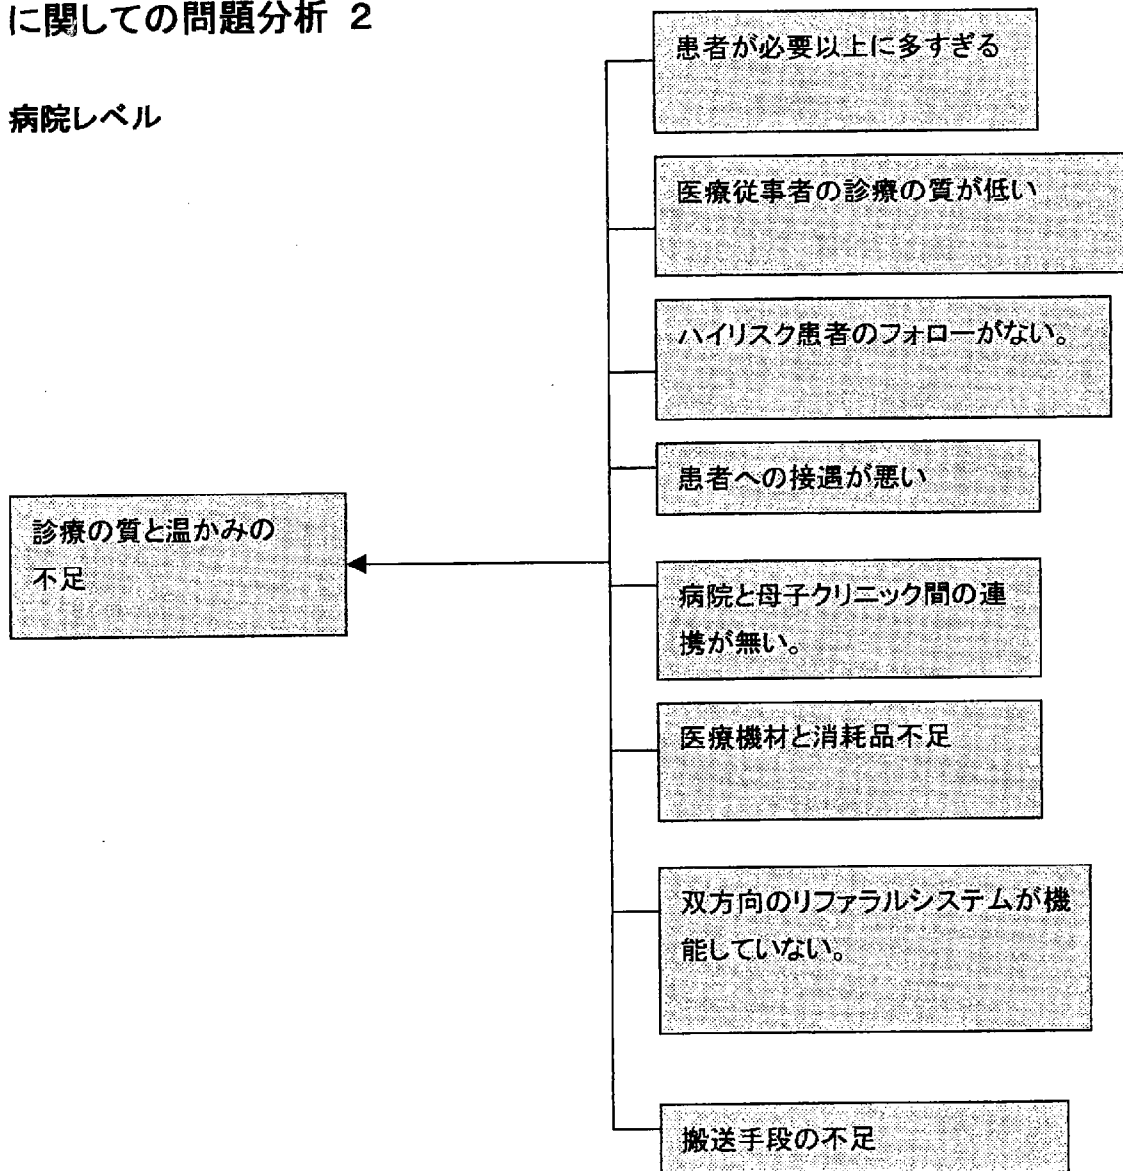 に関しての問題分析 2
病院レベル
患者が必要以上に多すぎる
医療従事者の診療の質が低い
ハイリスク患者のフォローがない。
患者への接遇が悪い
診療の質と温かみの
不足
病院と母子クリニック間の連
携が無い。
医療機材と消耗品不足
双方向のリファラルシステムが機
能していない。
搬送手段の不足